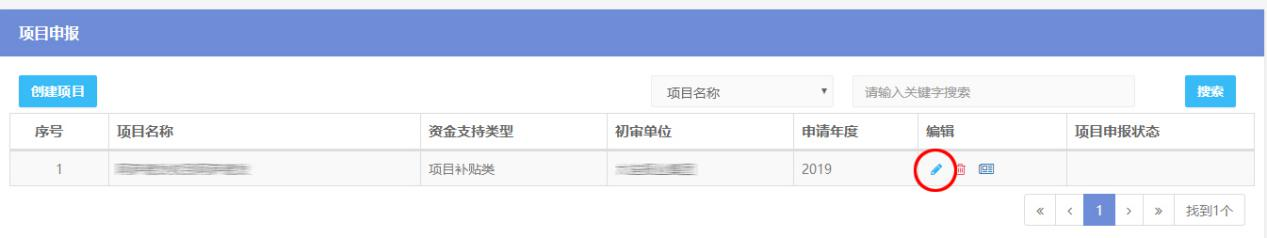 项目申报
创建项目 项目名称 请输入关键字搜索 搜索
序号 项目名称 资金支持类型 初审单位 申请年度 编辑 项目申报状态
1 项目补贴类 2019
« < 1 > » 找到1个